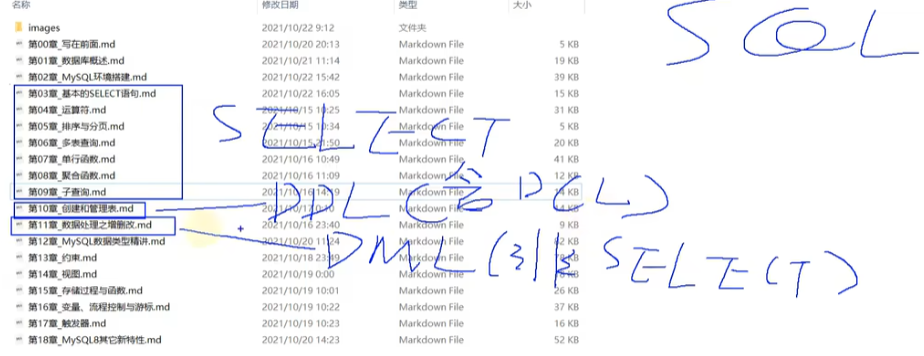 名称 修改日期 类型 大小
images 2021/10/22 9:12 文件夹
第00章_写在前面.md 2021/10/20 20:13 Markdown File 5 KB
第01章_数据库概述.md 2021/10/21 11:14 Markdown File 19 KB
第02章_MySQL环境搭建.md 2021/10/22 15:42 Markdown File 39 KB
第03章_基本的SELECT语句.md 2021/10/22 16:05 Markdown File 15 KB
第04章_运算符.md 2021/10/15 10:25 Markdown File 31 KB
第05章_排序与分页.md 2021/10/15 10:34 Markdown File 5 KB
第06章_多表查询.md 2021/10/15 21:50 Markdown File 20 KB
第07章_单行函数.md 2021/10/16 10:49 Markdown File 41 KB
第08章_聚合函数.md 2021/10/16 11:09 Markdown File 12 KB
第09章_子查询.md 2021/10/16 14:19 Markdown File 14 KB
第10章_创建和管理表.md 2021/10/17 0:10 Markdown File KB
第11章_数据处理之增删改.md 2021/10/16 23:40 Markdown File 9 KB
第12章_MySQL数据类型精讲.md 2021/10/20 11:24 Markdown File 62 KB
第13章_约束.md 2021/10/18 23:49 Markdown File KB
第14章_视图.md 2021/10/19 0:00 Markdown File KB
第15章_存储过程与函数.md 2021/10/19 10:01 Markdown File 26 KB
第16章_变量、流程控制与游标.md 2021/10/19 10:22 Markdown File 37 KB
第17章_触发器.md 2021/10/19 10:23 Markdown File 16 KB
第18章_MySQL8其它新特性.md 2021/10/20 14:23 Markdown File 52 KB
SQL
SELECT
DDL(含DCL)
DML( SELECT)